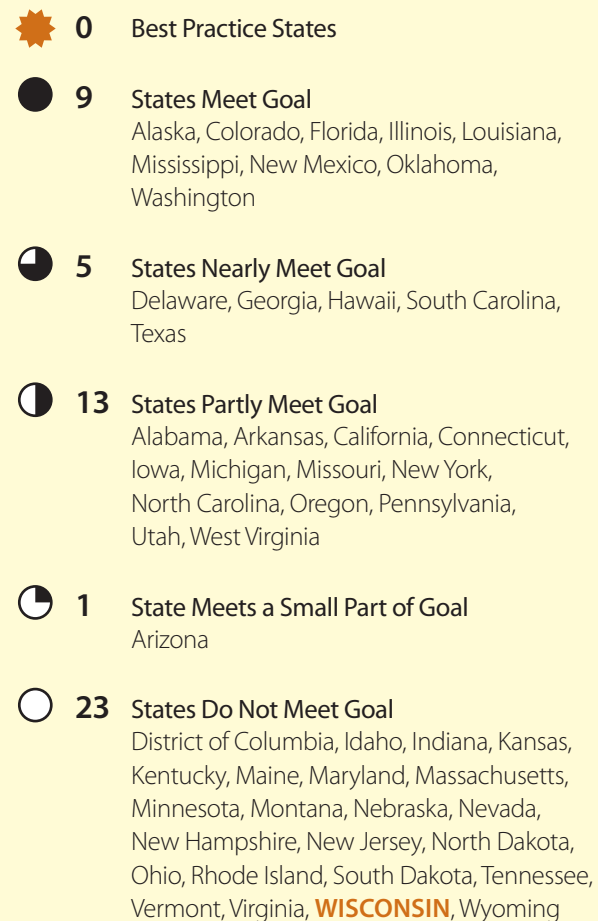 0 Best Practice States
9 States Meet Goal
Alaska, Colorado, Florida, Illinois, Louisiana,
Mississippi, New Mexico, Oklahoma,
Washington
5 States Nearly Meet Goal
Delaware, Georgia, Hawaii, South Carolina,
Texas
13 States Partly Meet Goal
Alabama, Arkansas, California, Connecticut,
Iowa, Michigan, Missouri, New York,
North Carolina, Oregon, Pennsylvania,
Utah, West Virginia
1 State Meets a Small Part of Goal
Arizona
23 States Do Not Meet Goal
District of Columbia, Idaho, Indiana, Kansas,
Kentucky, Maine, Maryland, Massachusetts,
Minnesota, Montana, Nebraska, Nevada,
New Hampshire, New Jersey, North Dakota,
Ohio, Rhode Island, South Dakota, Tennessee,
Vermont, Virginia, WISCONSIN, Wyoming